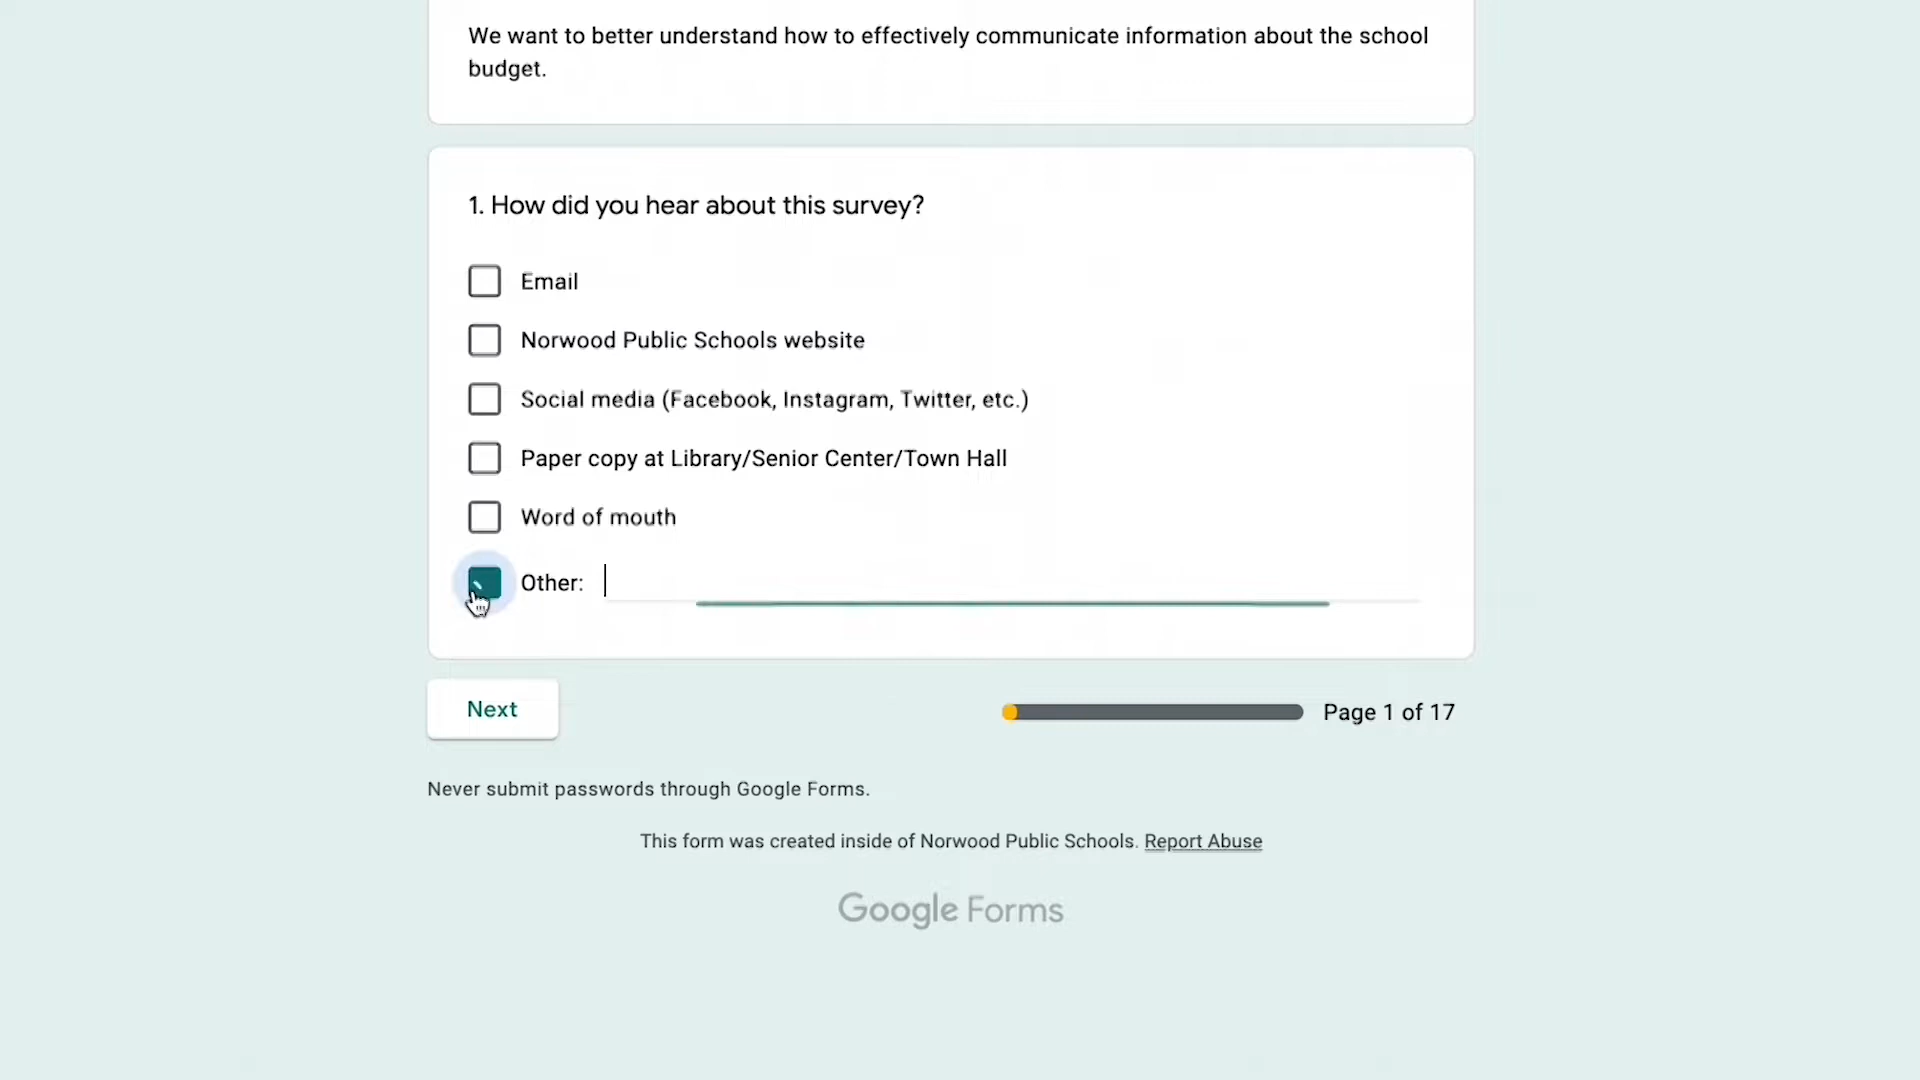 We want to better understand how to effectively communicate information about the school
budget.
1. How did you hear about this survey?
Email
Norwood Public Schools website
Social media (Facebook, Instagram, Twitter, etc.)
Paper copy at Library/Senior Center/Town Hall
Word of mouth
Other:
Next
Page 1 of 17
Never submit passwords through Google Forms.
This form was created inside of Norwood Public Schools. Report Abuse
Google Forms